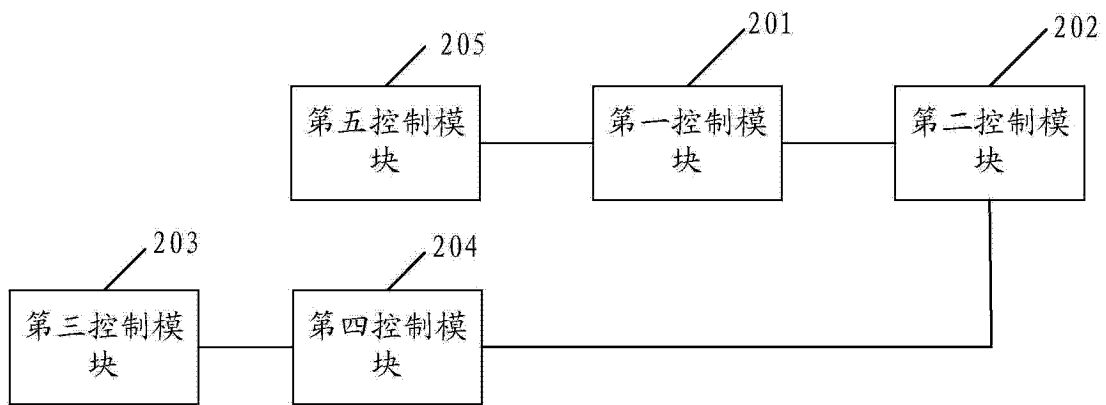 205
201
202
第五控制模
块
第一控制模
块
第二控制模
块
203
204
第三控制模
块
第四控制模
块